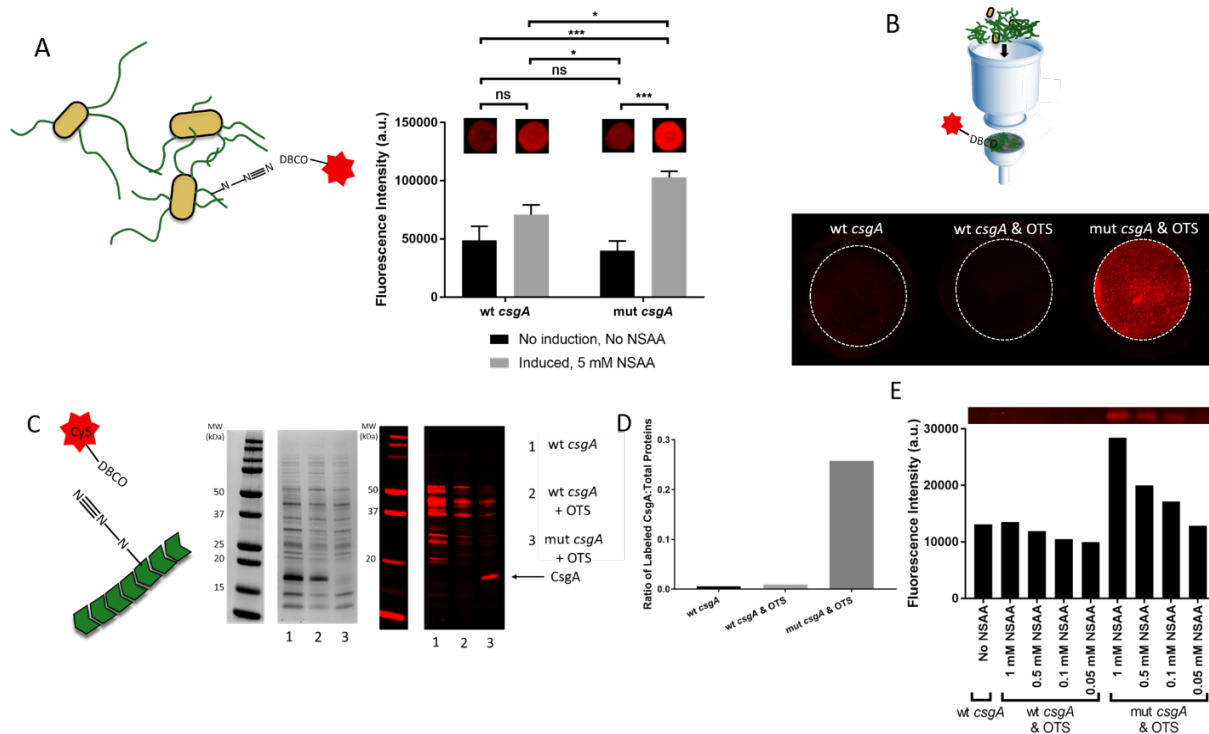 A
DBCO
N
N
N
*
***
*
ns
ns
***
Fluorescence Intensity (a.u.)
150000
100000
50000
0
wt csgA
mut csgA
No induction, No NSAA
Induced, 5 mM NSAA
B
DBCO
wt csgA
wt csgA & OTS
mut csgA & OTS
C
Cy5
DBCO
N
N
N
MW
(kDa)
50
37
25
20
15
1 2 3
MW
(kDa)
50
37
20
1 2 3
1 wt csgA
2 wt csgA
+ OTS
3 mut csgA
+ OTS
CsgA
D
Ratio of Labeled CsgA:Total Proteins
0.3
0.2
0.1
0.0
wt csgA
wt csgA & OTS
mut csgA & OTS
E
Fluorescence Intensity (a.u.)
30000
20000
10000
0
No NSAA
1 mM NSAA
0.5 mM NSAA
0.1 mM NSAA
0.05 mM NSAA
1 mM NSAA
0.5 mM NSAA
0.1 mM NSAA
0.05 mM NSAA
wt csgA
wt csgA
& OTS
mut csgA
& OTS